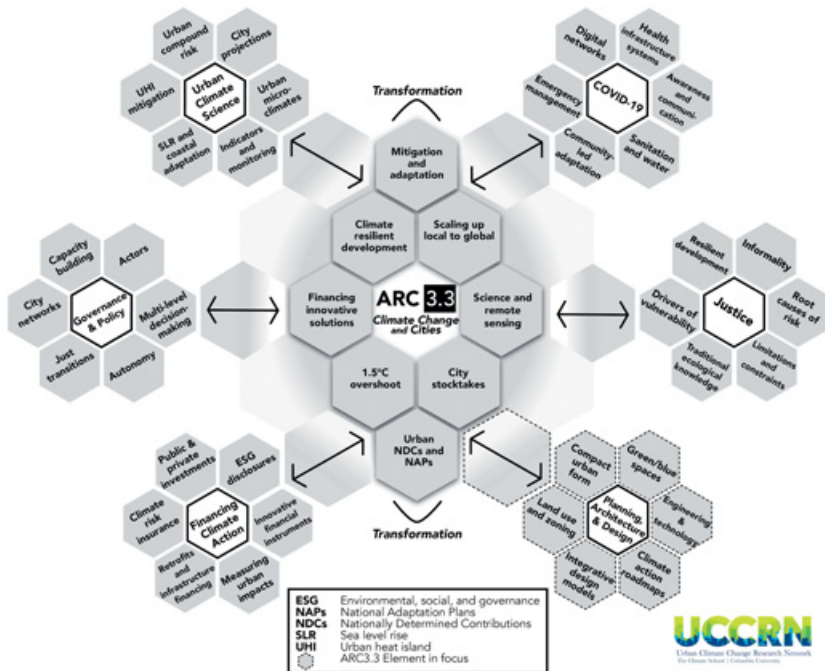 Urban
compound
risk
City
projections
UHI
mitigation
Urban
Climate
Science
Urban
micro-
climates
SLR and
coastal
adaptation
Indicators
and
monitoring
Transformation
Digital
networks
Health
infrastructure
systems
Emergency
management
COVID-19
Awareness
and
communi-
cation
Community-
led
adaptation
Sanitation
and water
Mitigation
and
adaptation
Climate
resilient
development
Scaling up
local to global
Financing
innovative
solutions
ARC 3.3
Climate Change
and Cities
Science and
remote
sensing
1.5°C
overshoot
City
stocktakes
Urban
NDCs and
NAPs
Transformation
Capacity
building
Actors
City
networks
Governance
& Policy
Multi-level
decision-
making
Just
transitions
Autonomy
Resilient
development
Informality
Drivers of
vulnerability
Justice
Root
causes of
risk
Traditional
ecological
knowledge
Limitations
and
constraints
Public &
private
investments
ESG
disclosures
Climate
risk
insurance
Financing
Climate
Action
Innovative
financial
instruments
Retrofits and
infrastructure
financing
Measuring
urban
impacts
Compact
urban
form
Green/blue
spaces
Land use
and zoning
Planning,
Architecture
& Design
Engineering
&
technology
Integrative
design
models
Climate
action
roadmaps
ESG Environmental, social, and governance
NAPs National Adaptation Plans
NDCs Nationally Determined Contributions
SLR Sea level rise
UHI Urban heat island
ARC3.3 Element in focus
UCCRN
Urban Climate Change Research Network
The Climate School | Columbia University